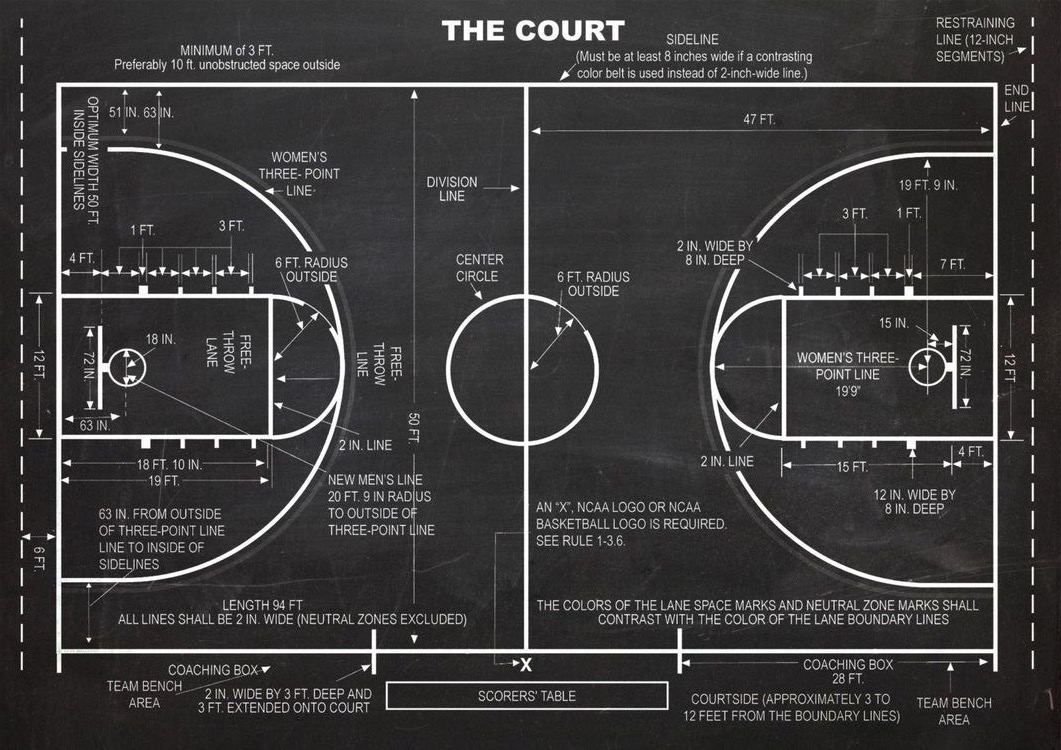 THE COURT
RESTRAINING
LINE (12-INCH
SEGMENTS)
MINIMUM of 3 FT.
Preferably 10 ft. unobstructed space outside
SIDELINE
(Must be at least 8 inches wide if a contrasting
color belt is used instead of 2-inch-wide line.)
END
LINE
OPTIMUM WIDTH 50 FT.
INSIDE SIDELINES
51 IN.
63 IN.
47 FT.
WOMEN'S
THREE- POINT
LINE
DIVISION
LINE
19 FT. 9 IN.
1 FT.
3 FT.
3 FT.
1 FT.
4 FT.
6 FT. RADIUS
OUTSIDE
CENTER
CIRCLE
6 FT. RADIUS
OUTSIDE
2 IN. WIDE BY
8 IN. DEEP
7 FT.
12 FT.
72 IN.
18 IN.
FREE-
THROW
LANE
FREE-
THROW
LINE
15 IN.
72 IN.
12 FT
WOMEN'S THREE-
POINT LINE
19'9"
63 IN.
50 FT.
2 IN. LINE
2 IN. LINE
18 FT. 10 IN.
19 FT.
15 FT.
4 FT.
NEW MEN'S LINE
20 FT. 9 IN RADIUS
TO OUTSIDE OF
THREE-POINT LINE
12 IN. WIDE BY
8 IN. DEEP
63 IN. FROM OUTSIDE
OF THREE-POINT LINE
LINE TO INSIDE OF
SIDELINES
AN "X", NCAA LOGO OR NCAA
BASKETBALL LOGO IS REQUIRED.
SEE RULE 1-3.6.
6 FT.
LENGTH 94 FT
ALL LINES SHALL BE 2 IN. WIDE (NEUTRAL ZONES EXCLUDED)
THE COLORS OF THE LANE SPACE MARKS AND NEUTRAL ZONE MARKS SHALL
CONTRAST WITH THE COLOR OF THE LANE BOUNDARY LINES
X
COACHING BOX
TEAM BENCH
AREA
2 IN. WIDE BY 3 FT. DEEP AND
3 FT. EXTENDED ONTO COURT
SCORERS' TABLE
COACHING BOX
28 FT.
COURTSIDE (APPROXIMATELY 3 TO
12 FEET FROM THE BOUNDARY LINES)
TEAM BENCH
AREA